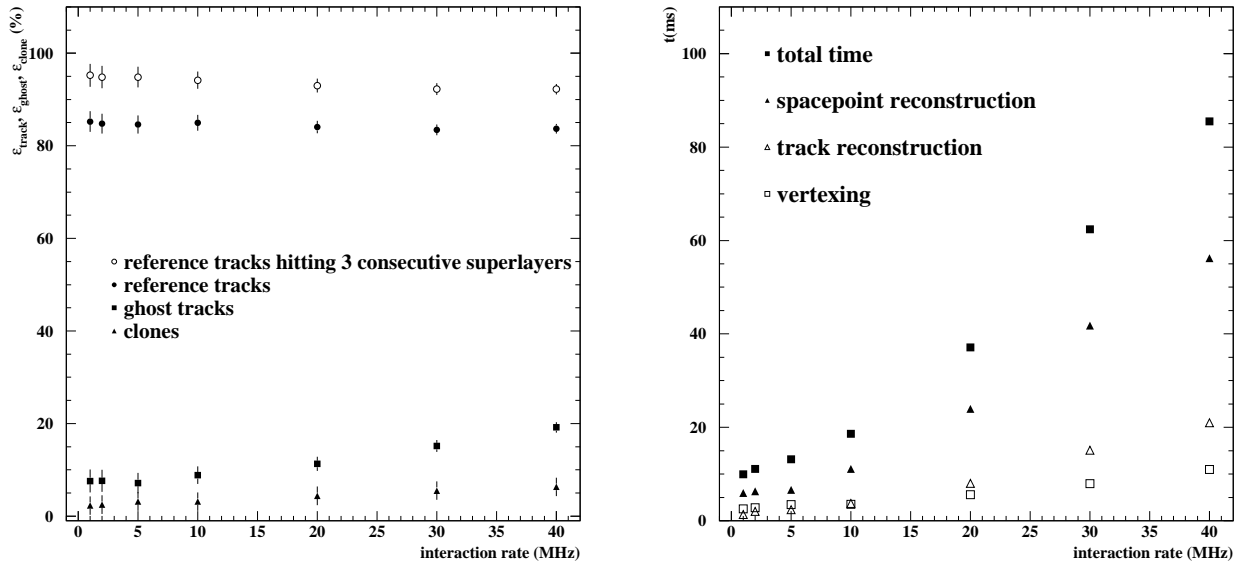 ε_track, ε_ghost, ε_clone (%)
100
80
60
40
20
0
reference tracks hitting 3 consecutive superlayers
reference tracks
ghost tracks
clones
0 5 10 15 20 25 30 35 40
interaction rate (MHz)
t(ms)
100
80
60
40
20
0
total time
spacepoint reconstruction
track reconstruction
vertexing
0 5 10 15 20 25 30 35 40
interaction rate (MHz)